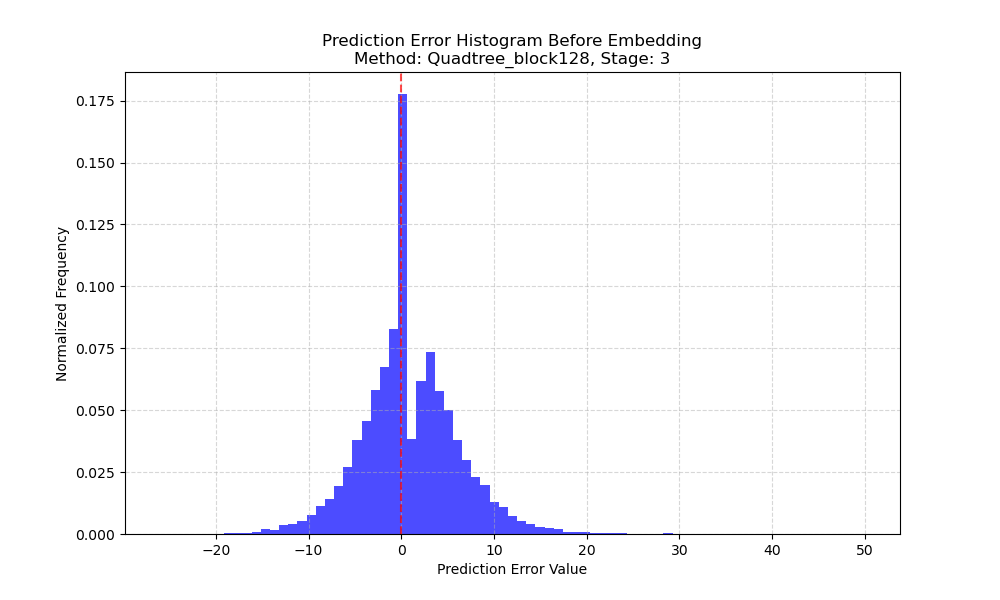 Prediction Error Histogram Before Embedding
Method: Quadtree_block128, Stage: 3
Normalized Frequency
0.175
0.150
0.125
0.100
0.075
0.050
0.025
0.000
−20 −10 0 10 20 30 40 50
Prediction Error Value